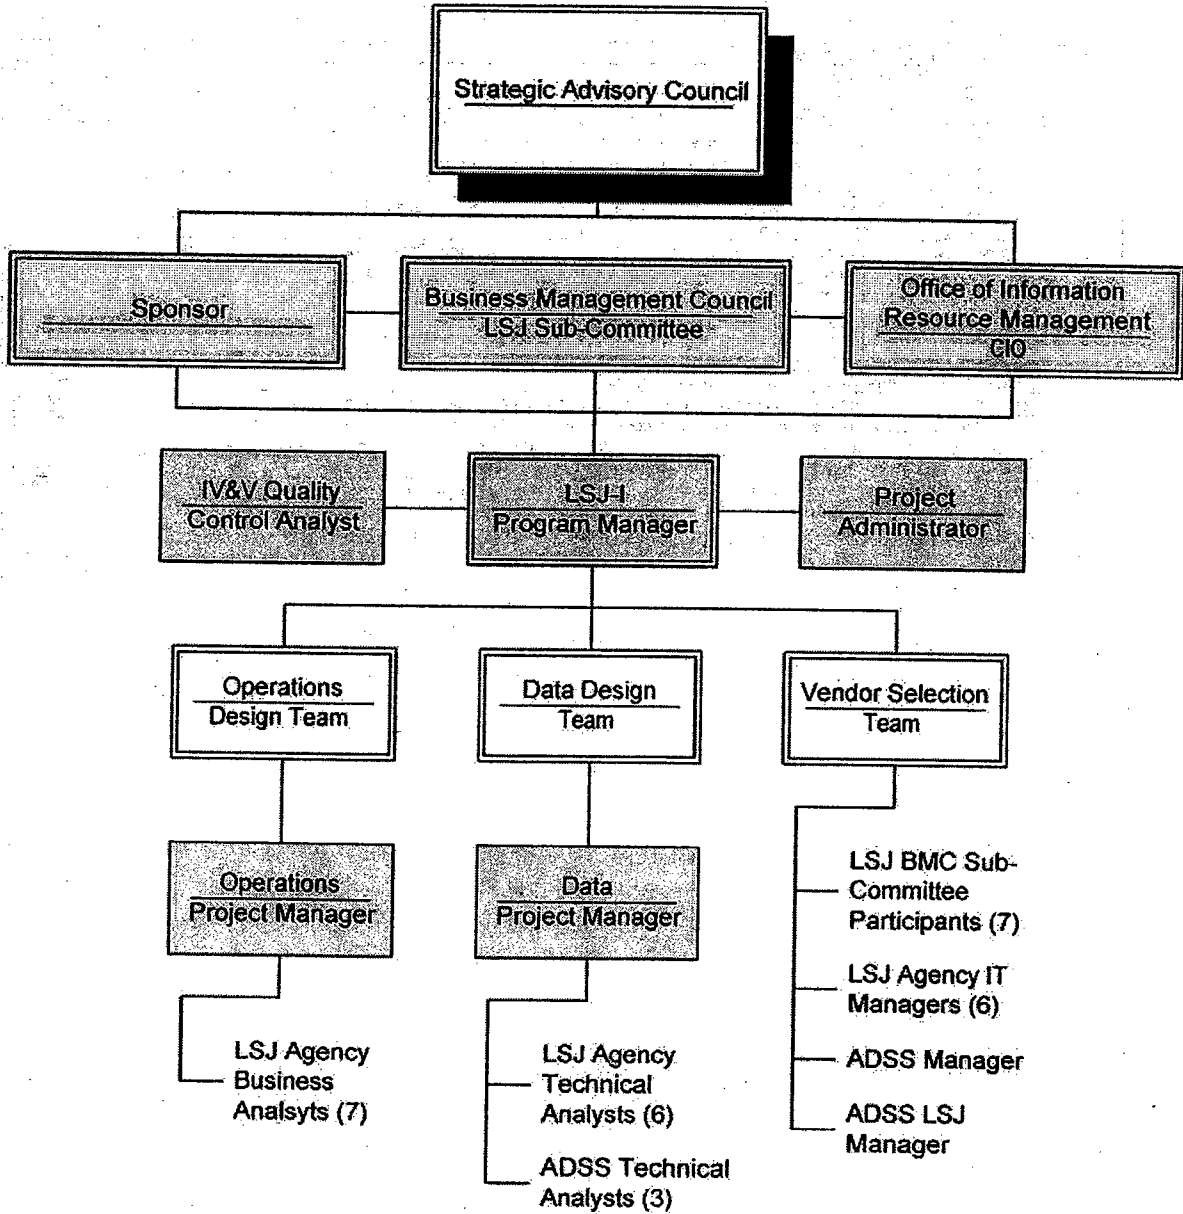 Strategic Advisory Council
Sponsor
Business Management Council
LSJ Sub-Committee
Office of Information
Resource Management
CIO
IV&V Quality
Control Analyst
LSJ-I
Program Manager
Project
Administrator
Operations
Design Team
Data Design
Team
Vendor Selection
Team
Operations
Project Manager
Data
Project Manager
LSJ BMC Sub-
Committee
Participants (7)
LSJ Agency IT
Managers (6)
ADSS Manager
ADSS LSJ
Manager
LSJ Agency
Business
Analsyts (7)
LSJ Agency
Technical
Analysts (6)
ADSS Technical
Analysts (3)